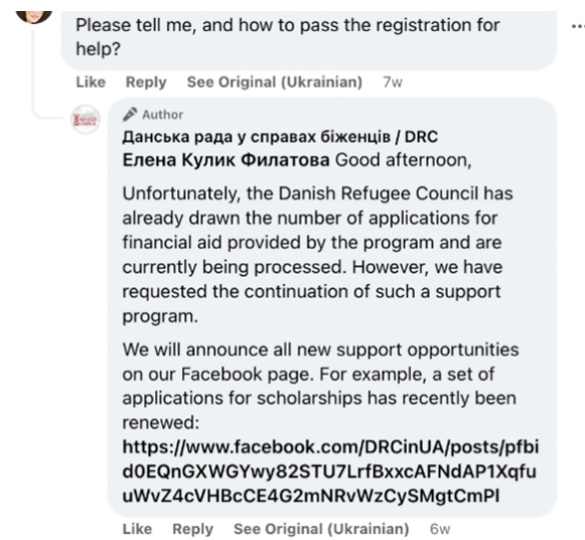 Please tell me, and how to pass the registration for
help?
Like Reply See Original (Ukrainian) 7w
Author
Данська рада у справах біженців / DRC
Елена Кулик Филатова Good afternoon,
Unfortunately, the Danish Refugee Council has
already drawn the number of applications for
financial aid provided by the program and are
currently being processed. However, we have
requested the continuation of such a support
program.
We will announce all new support opportunities
on our Facebook page. For example, a set of
applications for scholarships has recently been
renewed:
https://www.facebook.com/DRCinUA/posts/pfbi
d0EQnGXWGYwy82STU7LrfBxxcAFNdAP1Xqfu
uWvZ4cVHBcCE4G2mNRvWzCySMgtCmPl
Like Reply See Original (Ukrainian) 6w